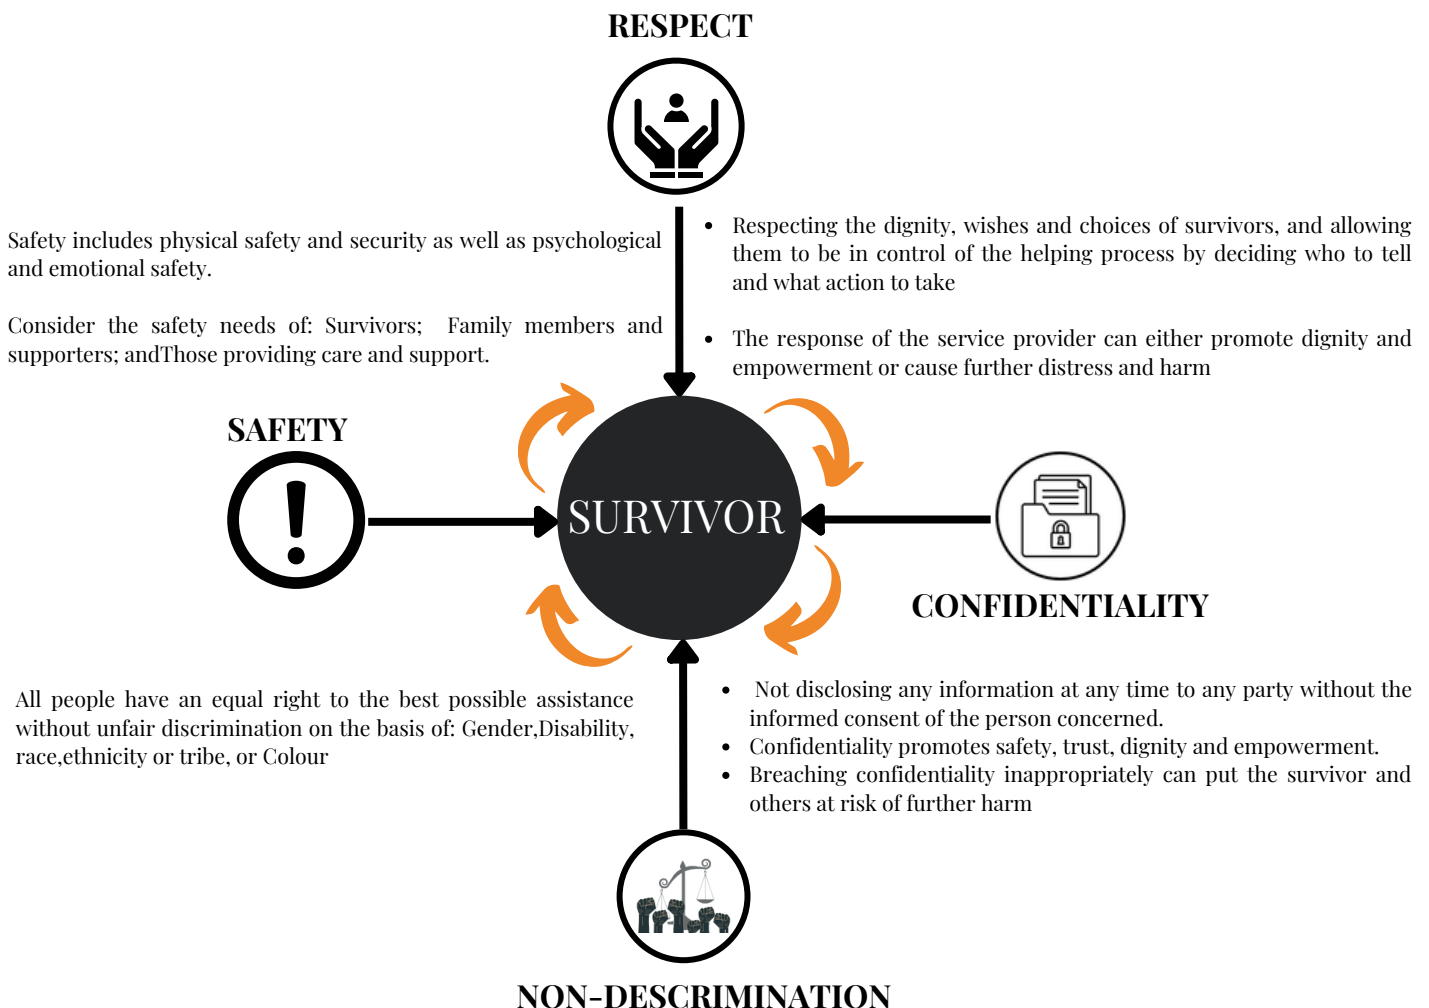 RESPECT
Safety includes physical safety and security as well as psychological
and emotional safety.
Consider the safety needs of: Survivors; Family members and
supporters; andThose providing care and support.
Respecting the dignity, wishes and choices of survivors, and allowing
them to be in control of the helping process by deciding who to tell
and what action to take
The response of the service provider can either promote dignity and
empowerment or cause further distress and harm
SAFETY
SURVIVOR
CONFIDENTIALITY
All people have an equal right to the best possible assistance
without unfair discrimination on the basis of: Gender,Disability,
race,ethnicity or tribe, or Colour
Not disclosing any information at any time to any party without the
informed consent of the person concerned.
Confidentiality promotes safety, trust, dignity and empowerment.
Breaching confidentiality inappropriately can put the survivor and
others at risk of further harm
NON-DESCRIMINATION